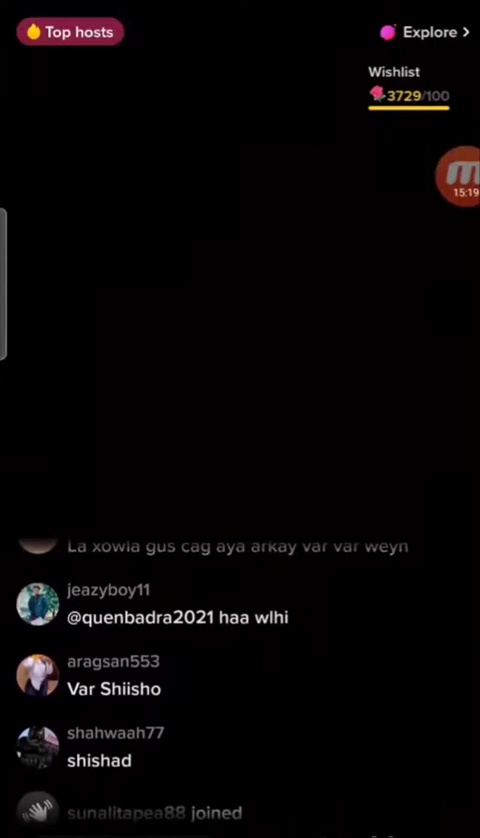 Top hosts
Explore >
Wishlist
3729/100
15:19
La xowla gus cag aya arkay var var weyn
jeazyboy11
@quenbadra2021 haa wlhi
aragsan553
Var Shiisho
shahwaah77
shishad
sunalitapea88 joined